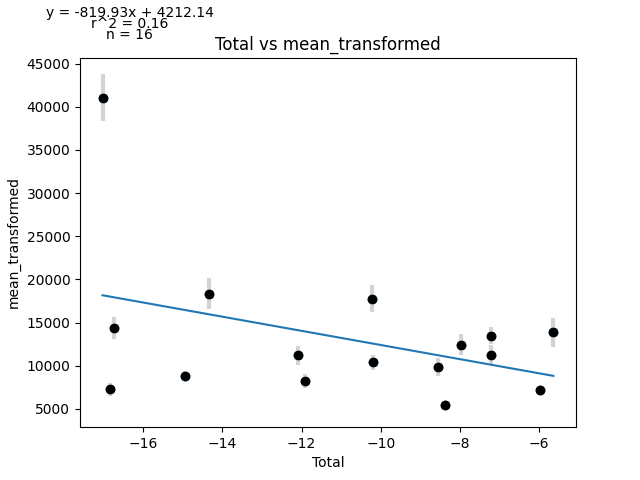 y = -819.93x + 4212.14
r^2 = 0.16
n = 16
Total vs mean_transformed
45000
40000
35000
30000
25000
20000
15000
10000
5000
mean_transformed
−16
−14
−12
−10
−8
−6
Total